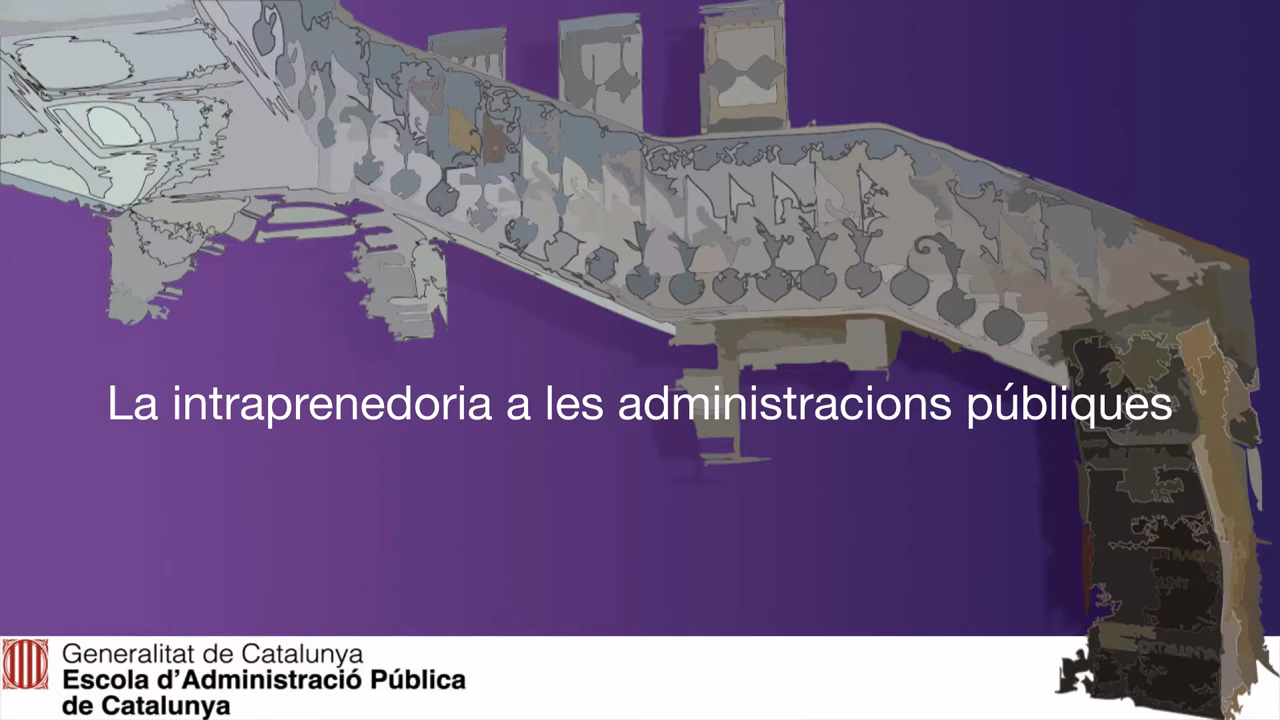 La intraprenedoria a les administracions públiques
Generalitat de Catalunya
Escola d'Administració Pública
de Catalunya